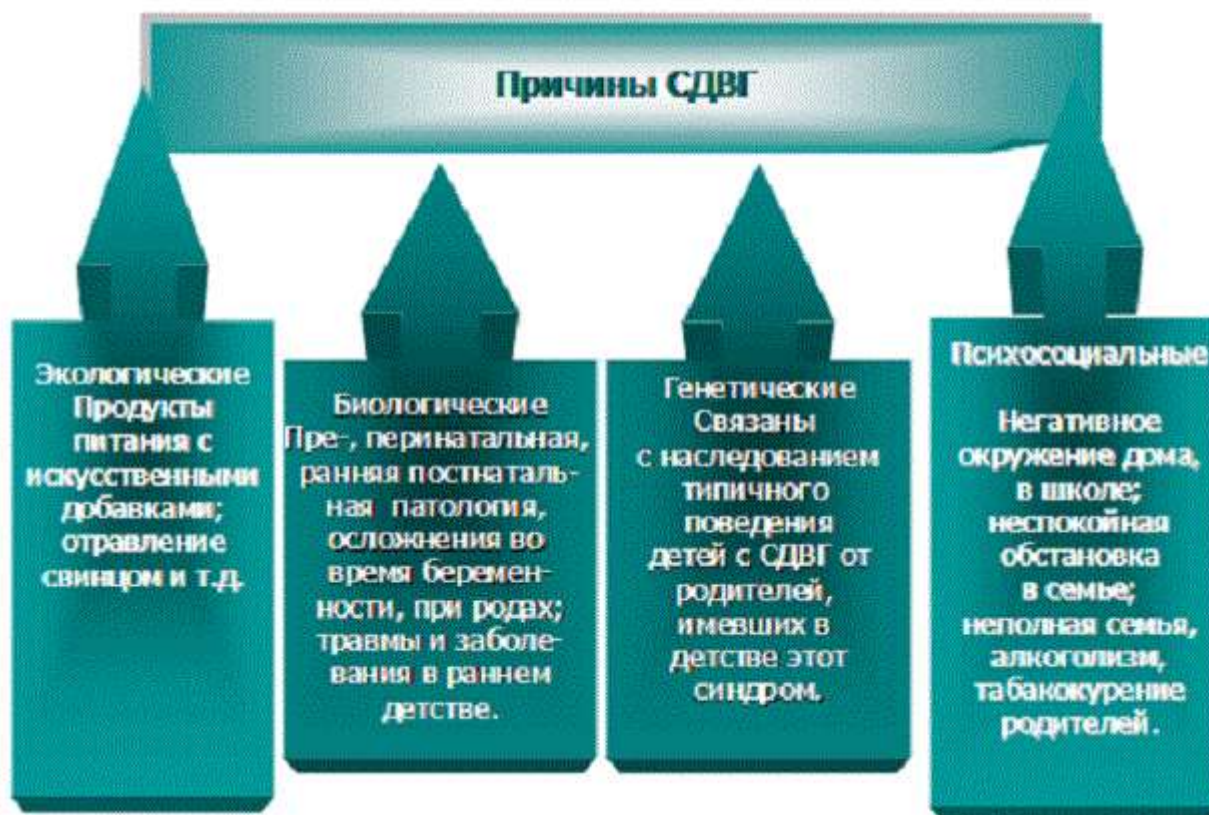 Причины СДВГ
Экологические
Продукты
питания с
искусственными
добавками;
отравление
свинцом и т.д.
Биологические
Пре-, перинатальная,
ранняя постнаталь-
ная патология,
осложнения во
время беремен-
ности, при родах;
травмы и заболе-
вания в раннем
детстве.
Генетические
Связаны
с наследованием
типичного
поведения
детей с СДВГ от
родителей,
имевших в
детстве этот
синдром.
Психосоциальные
Негативное
окружение дома,
в школе;
неспокойная
обстановка
в семье;
неполная семья,
алкоголизм,
табакокурение
родителей.